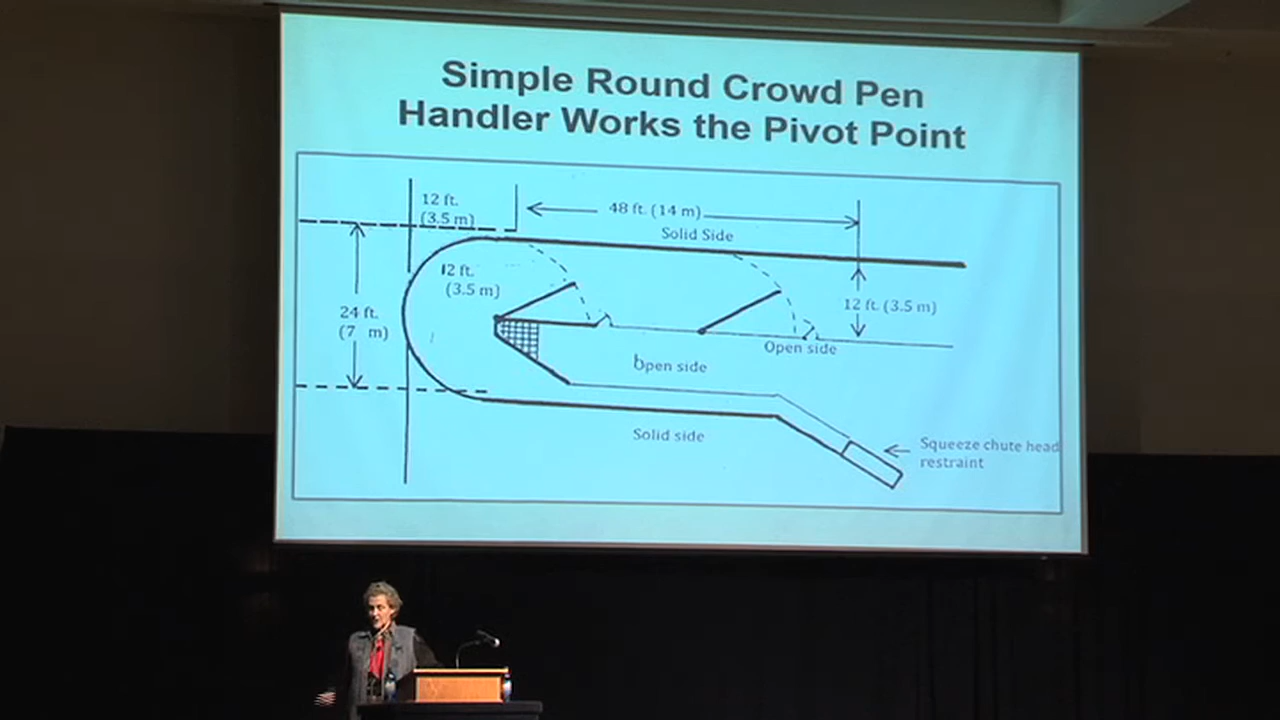 Simple Round Crowd Pen
Handler Works the Pivot Point
12 ft.
(3.5 m)
48 ft. (14 m)
Solid Side
12 ft.
(3.5 m)
12 ft. (3.5 m)
24 ft.
(7 m)
Open side
Open side
Solid side
Squeeze chute head
restraint